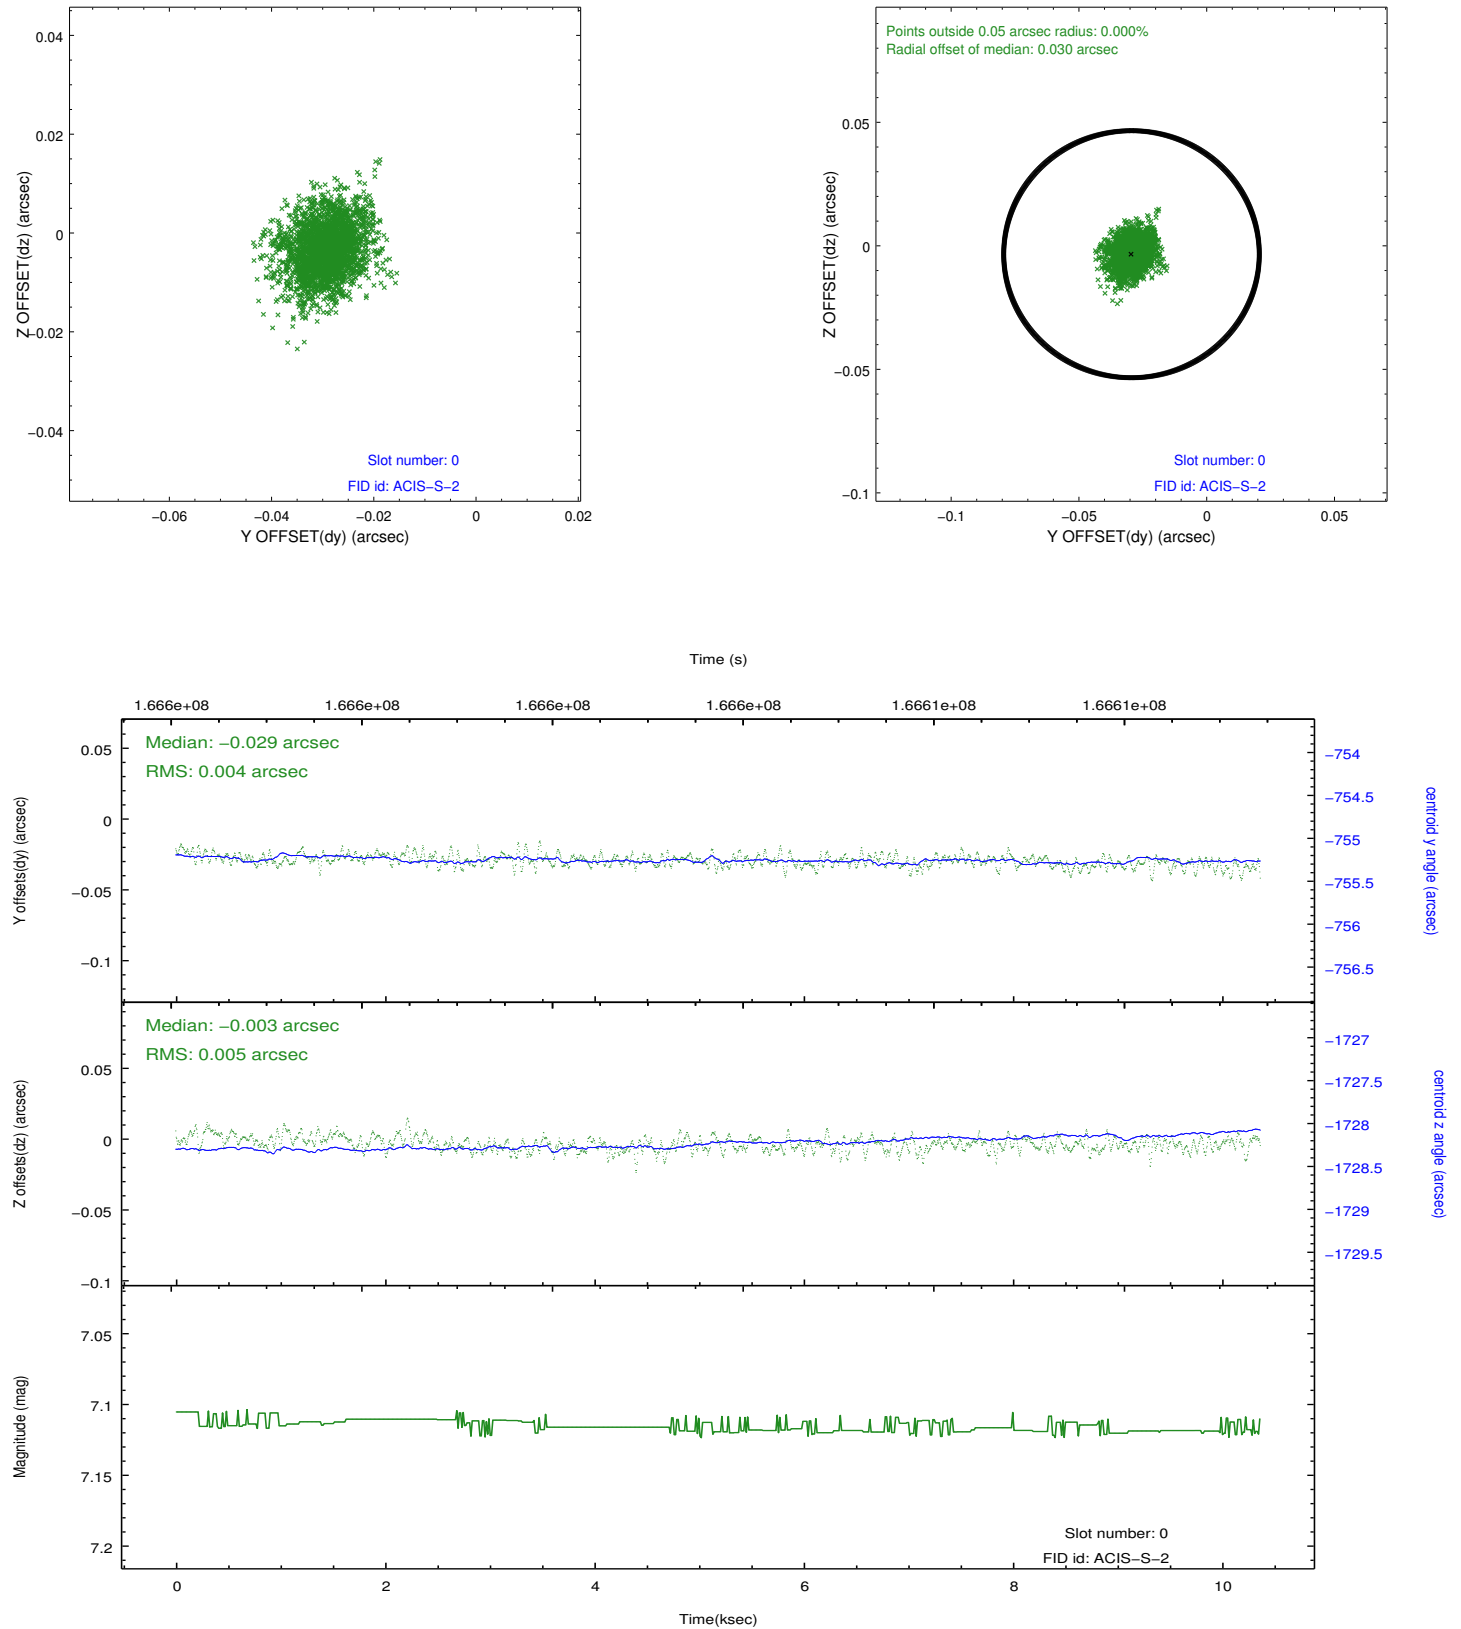 0.04
0.02
0
−0.02
−0.04
Z OFFSET(dz) (arcsec)
Slot number: 0
FID id: ACIS−S−2
−0.06
−0.04
−0.02
0
0.02
Y OFFSET(dy) (arcsec)
Points outside 0.05 arcsec radius: 0.000%
Radial offset of median: 0.030 arcsec
0.05
0
−0.05
−0.1
Z OFFSET(dz) (arcsec)
Slot number: 0
FID id: ACIS−S−2
−0.1
−0.05
0
0.05
Y OFFSET(dy) (arcsec)
Time (s)
1.666e+08
1.666e+08
1.666e+08
1.666e+08
1.6661e+08
1.6661e+08
Median: −0.029 arcsec
RMS: 0.004 arcsec
0.05
0
−0.05
−0.1
Y offsets(dy) (arcsec)
−754
−754.5
−755
−755.5
−756
−756.5
centroid y angle (arcsec)
Median: −0.003 arcsec
RMS: 0.005 arcsec
0.05
0
−0.05
−0.1
Z offsets(dz) (arcsec)
−1727
−1727.5
−1728
−1728.5
−1729
−1729.5
centroid z angle (arcsec)
7.05
7.1
7.15
7.2
Magnitude (mag)
Slot number: 0
FID id: ACIS−S−2
0
2
4
6
8
10
Time(ksec)